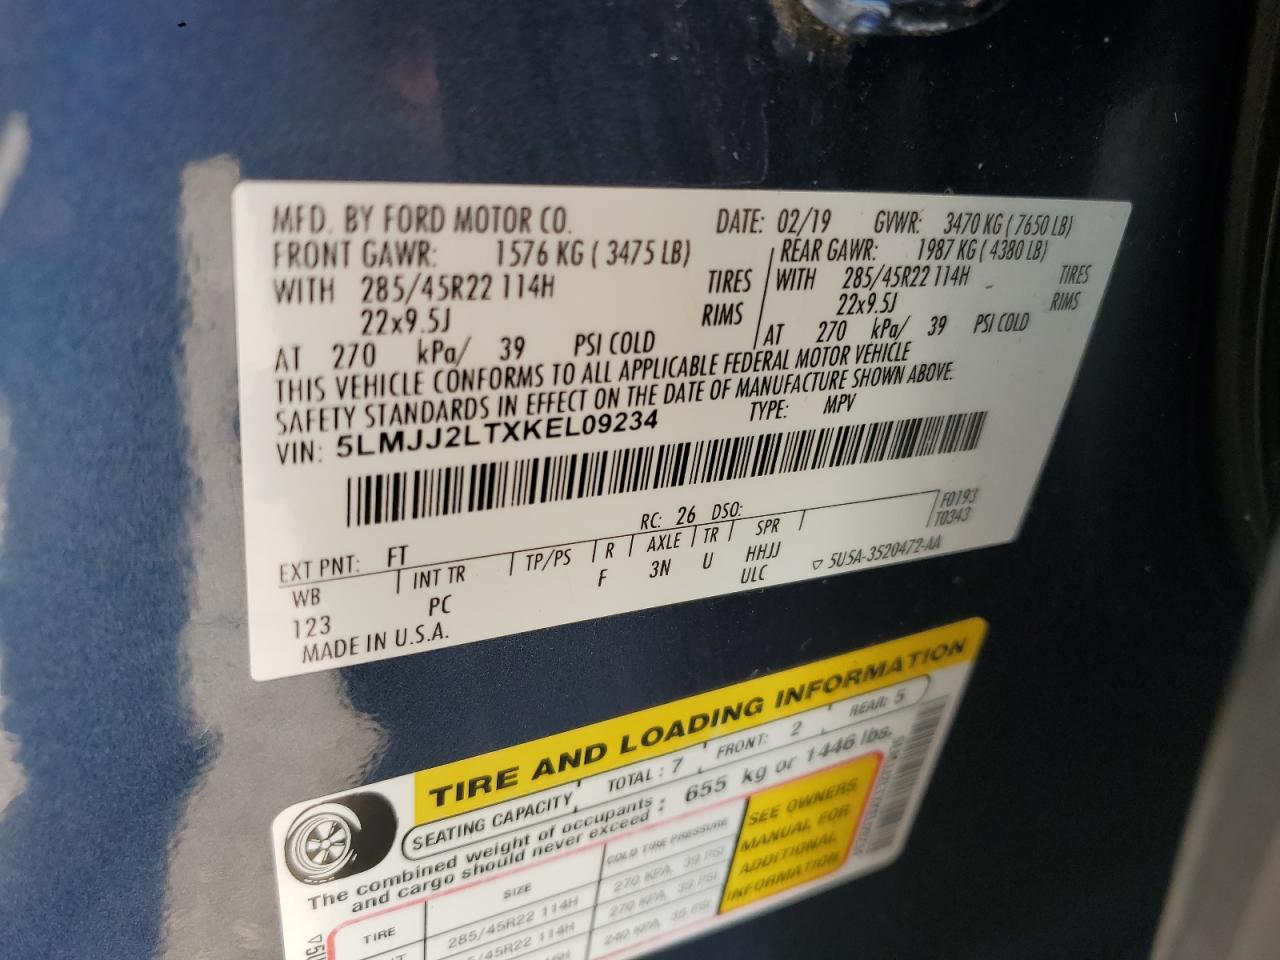 MFD. BY FORD MOTOR CO. DATE: 02/19 GVWR: 3470 KG ( 7650 LB)
FRONT GAWR: 1576 KG ( 3475 LB) REAR GAWR: 1987 KG ( 4380 LB)
WITH 285/45R22 114H TIRES WITH 285/45R22 114H TIRES
22x9.5J RIMS 22x9.5J RIMS
AT 270 kPa/ 39 PSI COLD AT 270 kPa/ 39 PSI COLD
THIS VEHICLE CONFORMS TO ALL APPLICABLE FEDERAL MOTOR VEHICLE
SAFETY STANDARDS IN EFFECT ON THE DATE OF MANUFACTURE SHOWN ABOVE.
VIN: 5LMJJ2LTXKEL09234 TYPE: MPV
F0193
EXT PNT: FT RC: 26 DSO: T0343
WB INT TR TP/PS R AXLE TR SPR
123 PC F 3N U HHJJ ▽ 5U5A-3520472-AA
ULC
MADE IN U.S.A.
TIRE AND LOADING INFORMATION
SEATING CAPACITY TOTAL : 7 FRONT: 2 REAR: 5
The combined weight of occupants
and cargo should never exceed : 655 kg or 1446 lbs.
TIRE SIZE COLD TIRE PRESSURE
285/45R22 114H 270 KPA, 39 PSI
114H 270 KPA, 39 PSI
240 KPA, 35 PSI
SEE OWNERS
MANUAL FOR
ADDITIONAL
INFORMATION